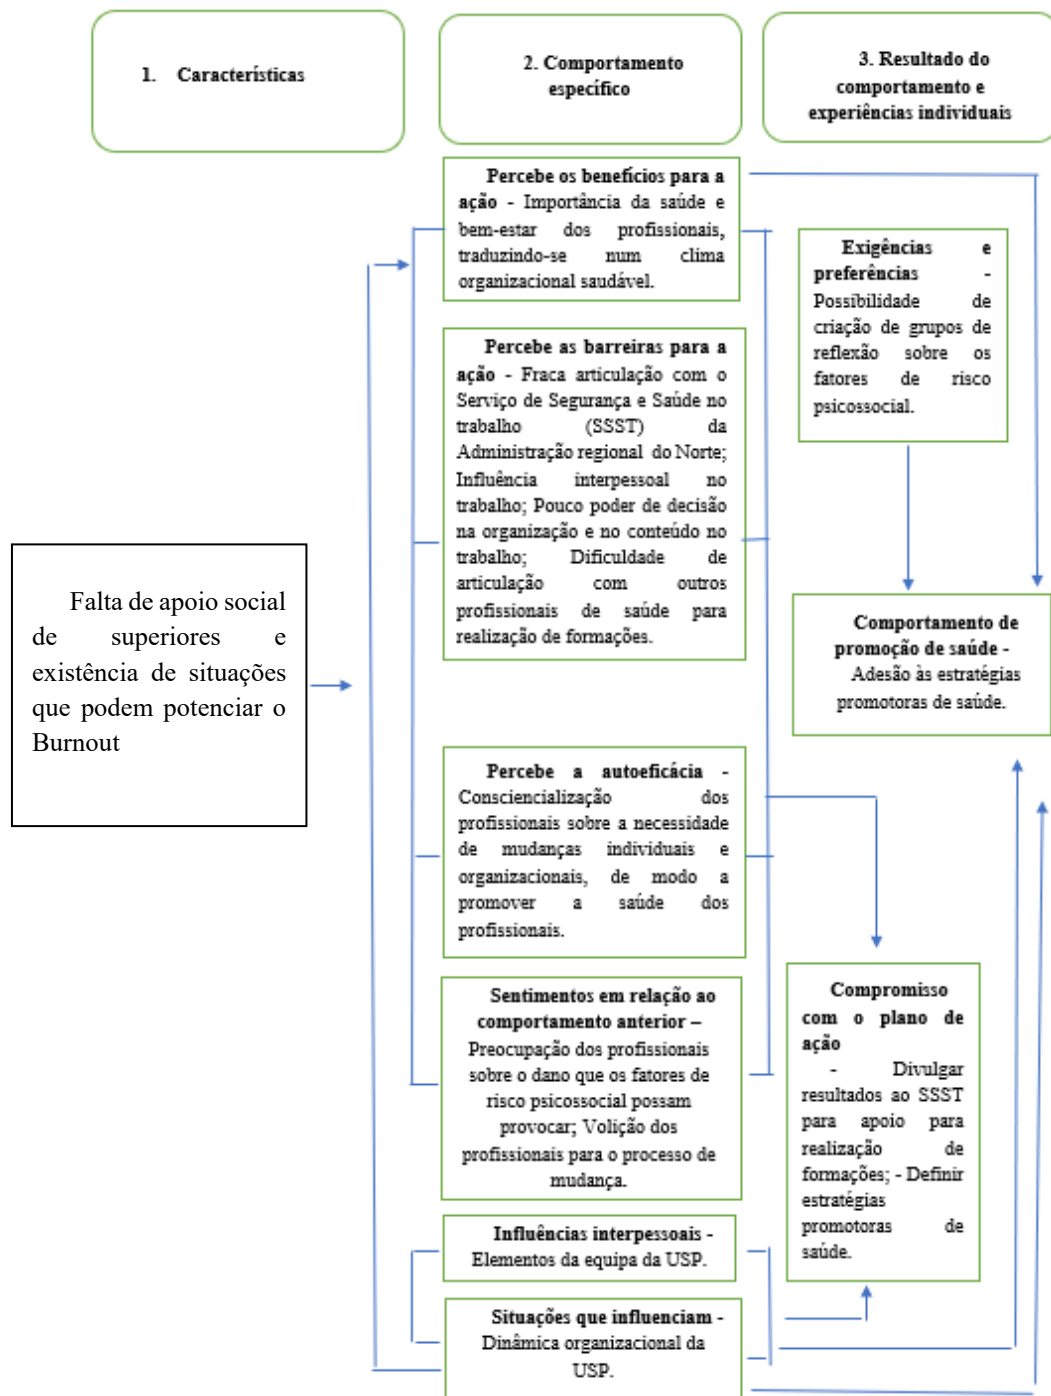 1. Características
2. Comportamento
específico
3. Resultado do
comportamento e
experiências individuais
Percebe os benefícios para a
ação - Importância da saúde e
bem-estar dos profissionais,
traduzindo-se num clima
organizacional saudável.
Percebe as barreiras para a
ação - Fraca articulação com o
Serviço de Segurança e Saúde no
trabalho (SSST) da
Administração regional do Norte;
Influência interpessoal no
trabalho; Pouco poder de decisão
na organização e no conteúdo no
trabalho; Dificuldade de
articulação com outros
profissionais de saúde para
realização de formações.
Exigências e
preferências -
Possibilidade de
criação de grupos de
reflexão sobre os
fatores de risco
psicossocial.
Falta de apoio social
de superiores e
existência de situações
que podem potenciar o
Burnout
Comportamento de
promoção de saúde -
Adesão às estratégias
promotoras de saúde.
Percebe a autoeficácia -
Consciencialização dos
profissionais sobre a necessidade
de mudanças individuais e
organizacionais, de modo a
promover a saúde dos
profissionais.
Sentimentos em relação ao
comportamento anterior –
Preocupação dos profissionais
sobre o dano que os fatores de
risco psicossocial possam
provocar; Volição dos
profissionais para o processo de
mudança.
Compromisso
com o plano de
ação
- Divulgar
resultados ao SSST
para apoio para
realização de
formações; - Definir
estratégias
promotoras de
saúde.
Influências interpessoais -
Elementos da equipa da USP.
Situações que influenciam -
Dinâmica organizacional da
USP.